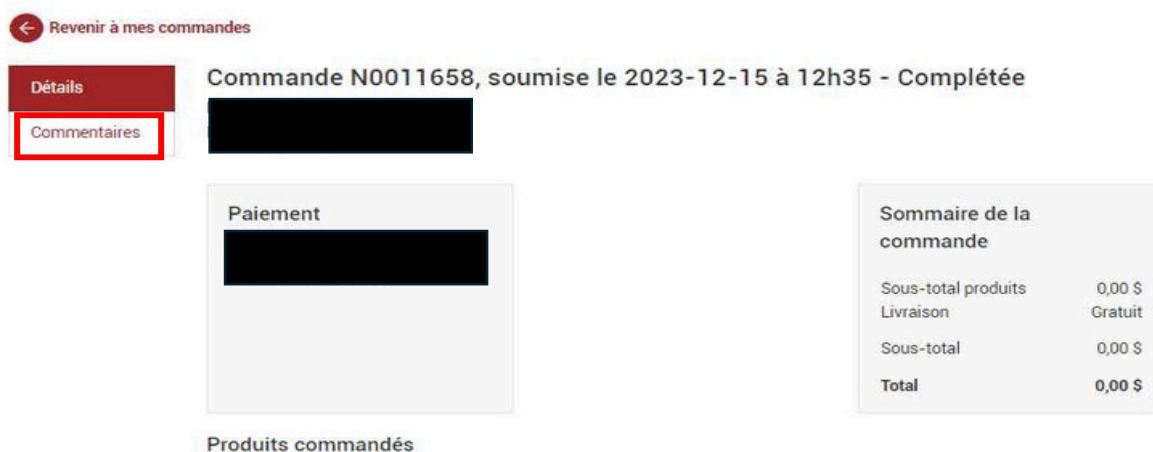 Revenir à mes commandes
Détails
Commentaires
Commande N0011658, soumise le 2023-12-15 à 12h35 - Complétée
Paiement
Sommaire de la
commande
Sous-total produits 0,00 $
Livraison Gratuit
Sous-total 0,00 $
Total 0,00 $
Produits commandés